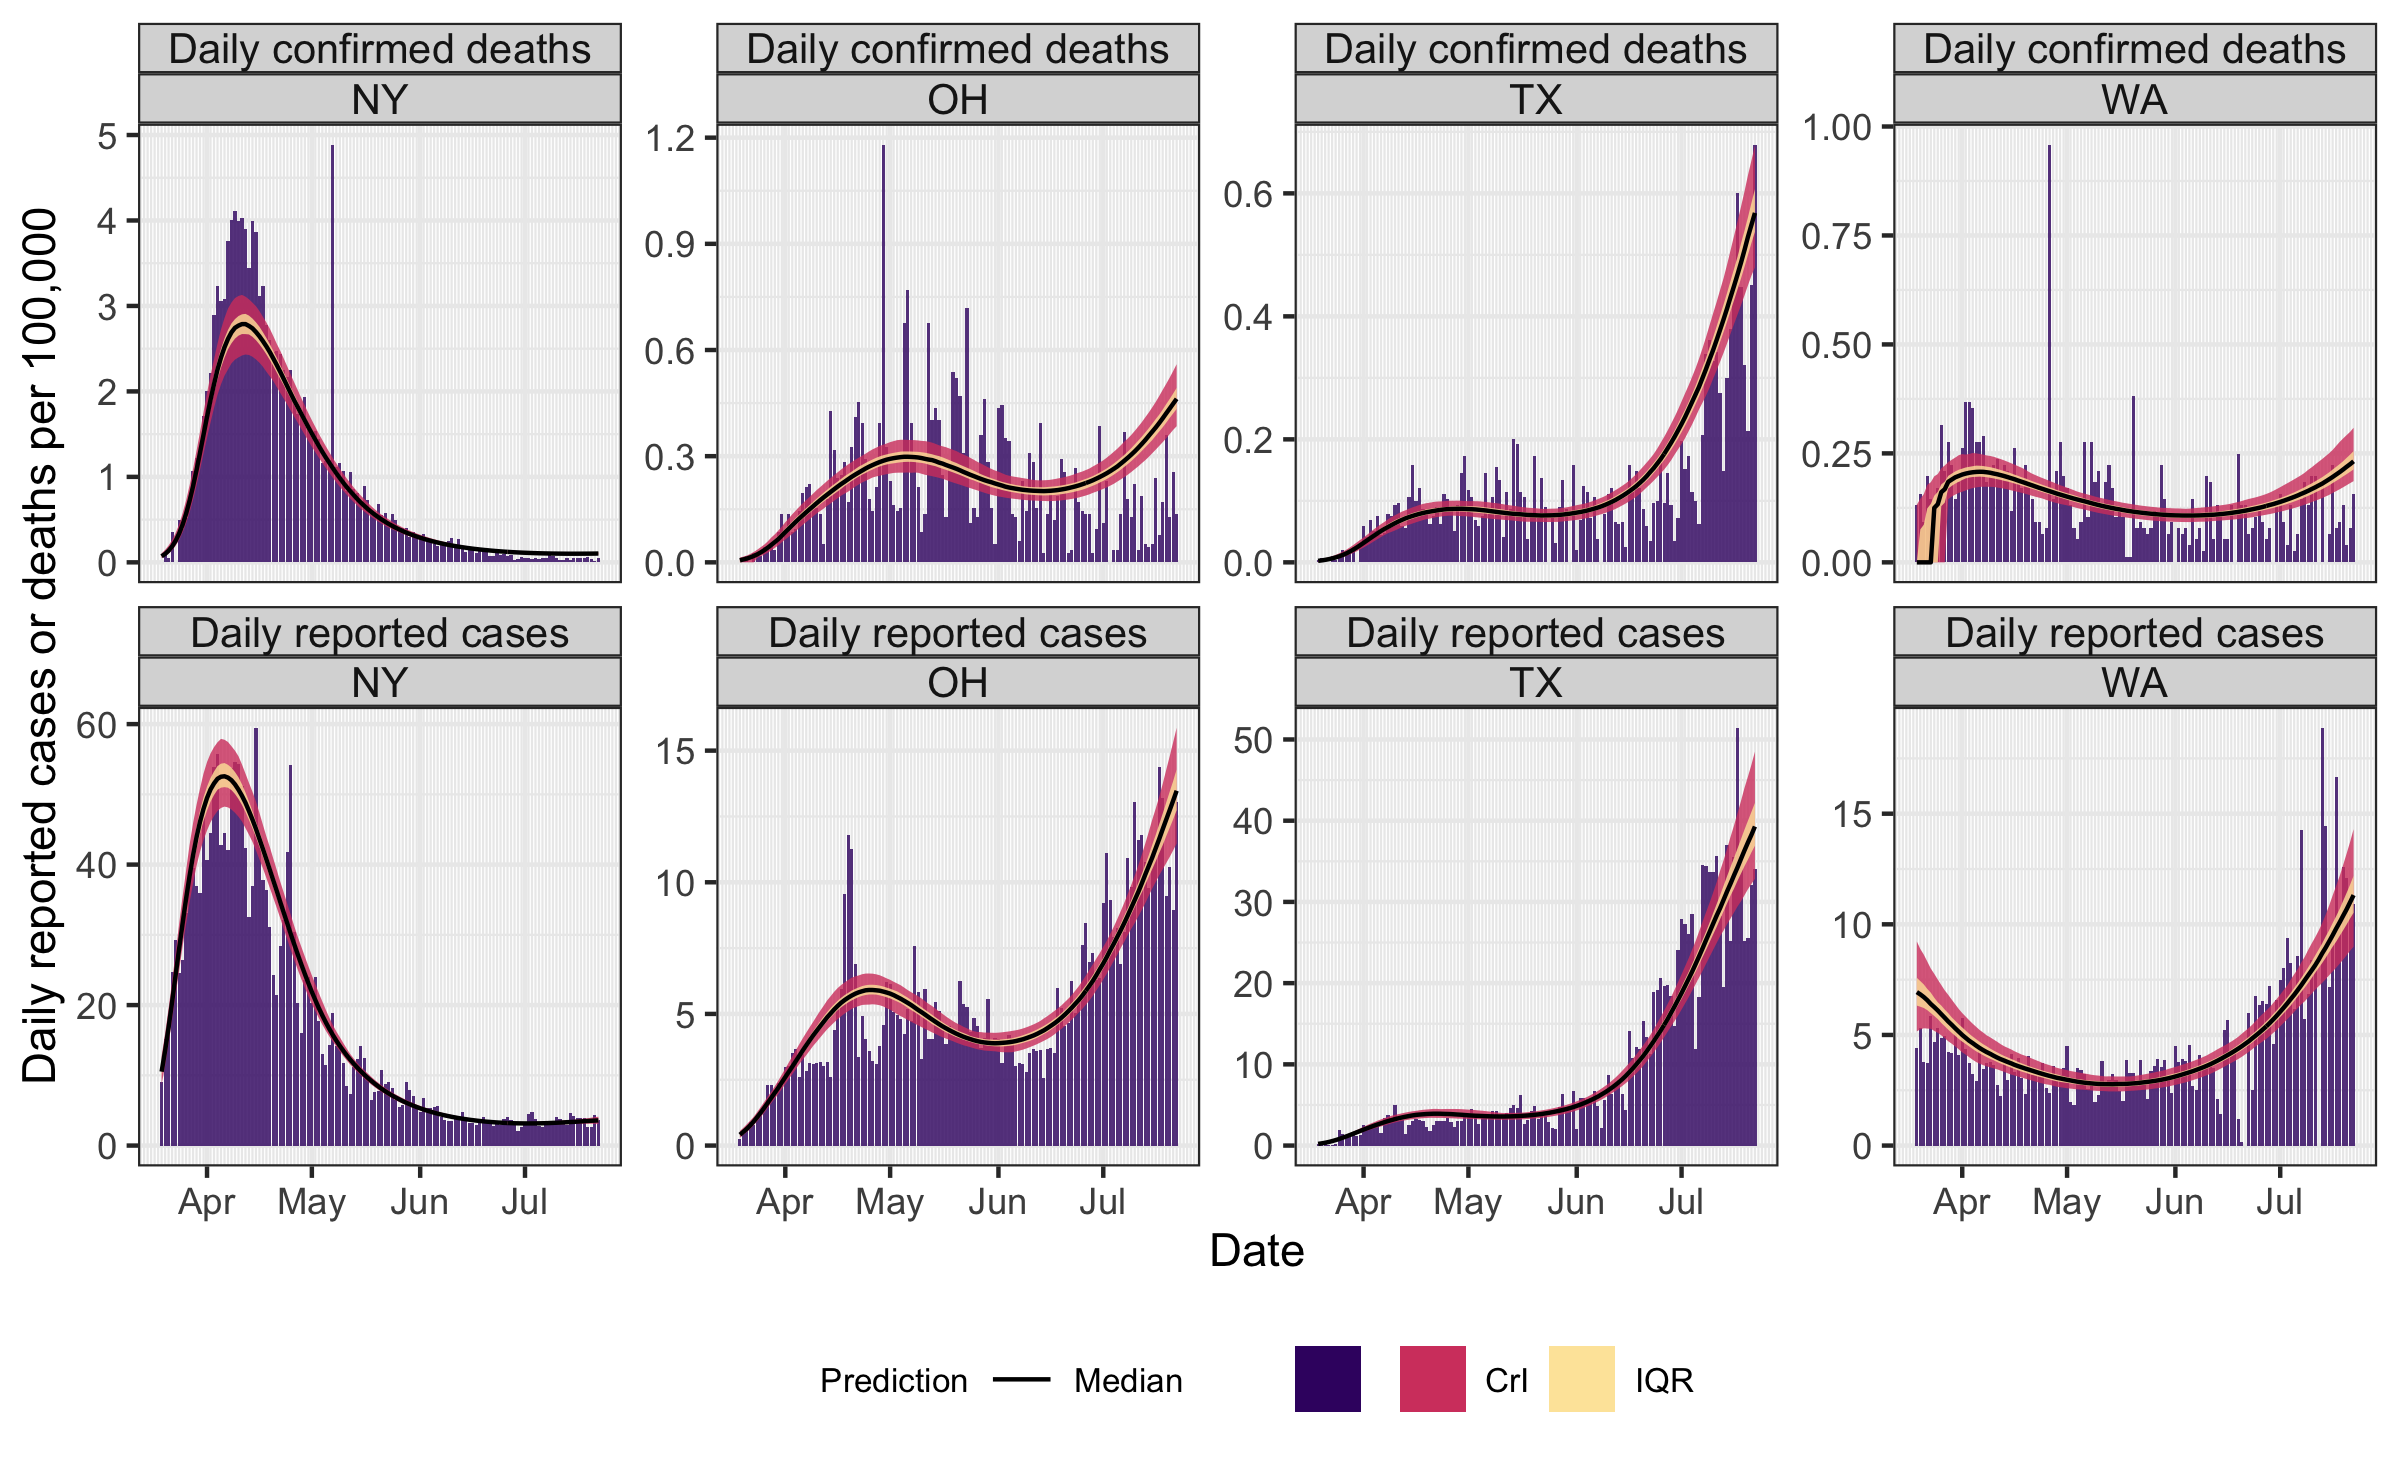 Daily confirmed deaths
NY
Daily confirmed deaths
OH
Daily confirmed deaths
TX
Daily confirmed deaths
WA
5
4
3
2
1
0
1.2
0.9
0.6
0.3
0.0
0.6
0.4
0.2
0.0
1.00
0.75
0.50
0.25
0.00
Daily reported cases or deaths per 100,000
Daily reported cases
NY
Daily reported cases
OH
Daily reported cases
TX
Daily reported cases
WA
60
40
20
0
15
10
5
0
50
40
30
20
10
0
15
10
5
0
Apr May Jun Jul
Apr May Jun Jul
Apr May Jun Jul
Apr May Jun Jul
Date
Prediction Median CrI IQR